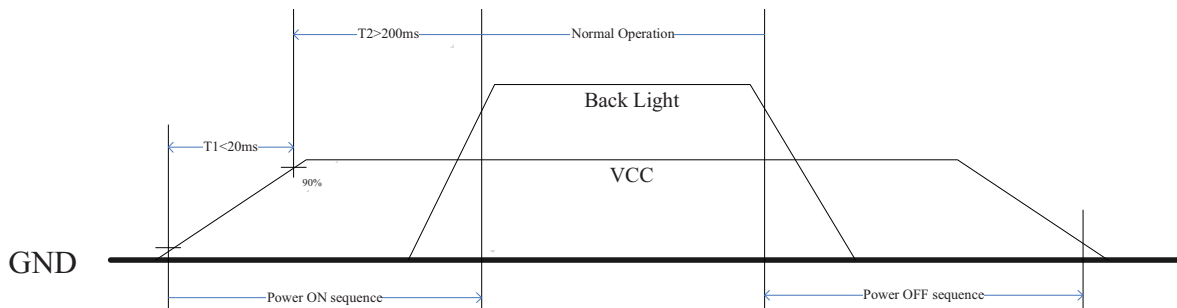 T2>200ms
Normal Operation
Back Light
T1<20ms
VCC
90%
GND
Power ON sequence
Power OFF sequence